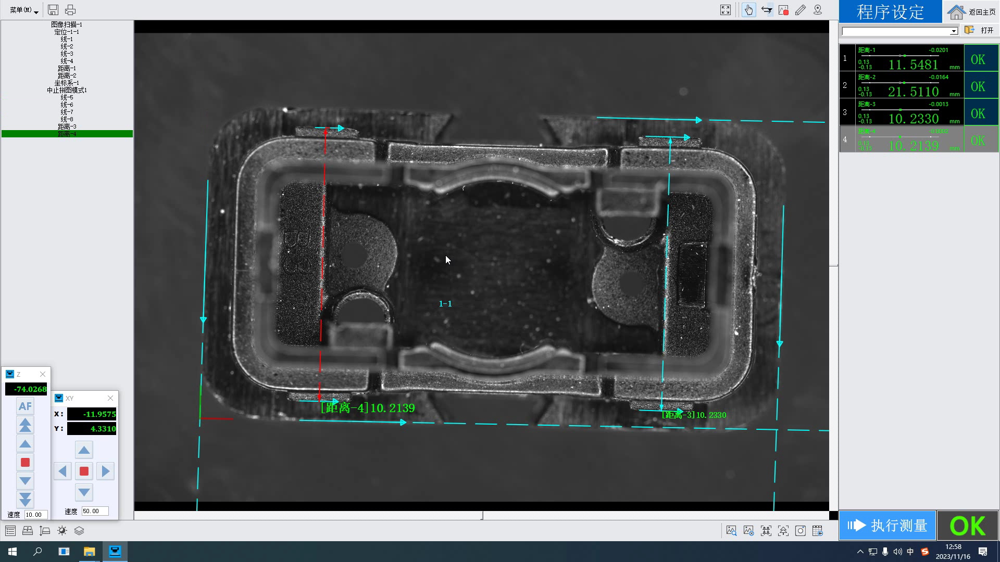 菜单(M)
程序设定
返回主页
打开
图像扫描-1
定位-1-1
线-1
线-2
线-3
线-4
距离-1
距离-2
坐标系-1
中止拼图模式1
线-5
线-6
线-7
线-8
距离-3
距离-4
1
距离-1
-0.0201
0.13
-0.13
11.5481
mm
OK
2
距离-2
-0.0164
0.13
-0.13
21.5110
mm
OK
3
距离-3
-0.0013
0.13
-0.13
10.2330
mm
OK
4
距离-4
-0.0002
0.13
-0.13
10.2139
mm
OK
1-1
[距离-4]10.2139
[距离-3]10.2330
Z
-74.0268
AF
速度 10.00
XY
X: -11.9575
Y: 4.3310
速度 50.00
执行测量
OK
中
12:58
2023/11/16